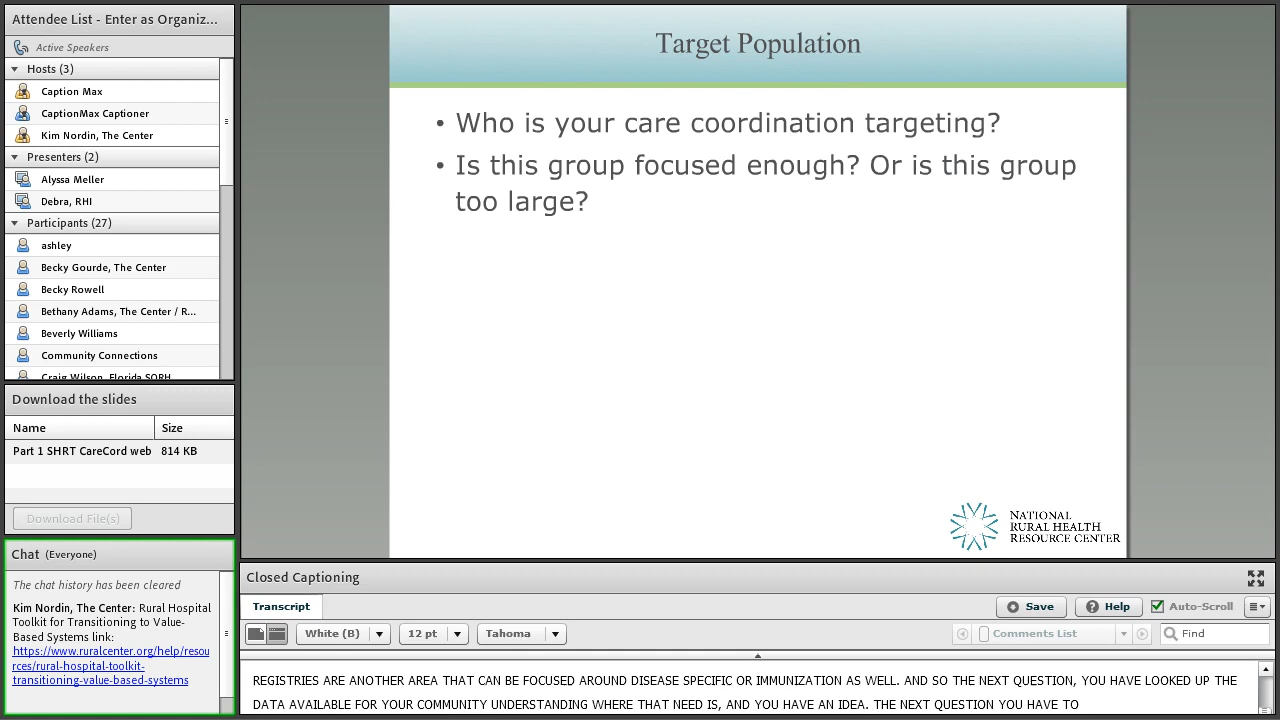 Attendee List - Enter as Organiz...
Active Speakers
Hosts (3)
Caption Max
CaptionMax Captioner
Kim Nordin, The Center
Presenters (2)
Alyssa Meller
Debra, RHI
Participants (27)
ashley
Becky Gourde, The Center
Becky Rowell
Bethany Adams, The Center / R...
Beverly Williams
Community Connections
Craig Wilson, Florida SORH
Download the slides
Name Size
Part 1 SHRT CareCord web 814 KB
Download File(s)
Chat (Everyone)
The chat history has been cleared
Kim Nordin, The Center: Rural Hospital
Toolkit for Transitioning to Value-
Based Systems link:
https://www.ruralcenter.org/help/resou
rces/rural-hospital-toolkit-
transitioning-value-based-systems
Target Population
• Who is your care coordination targeting?
• Is this group focused enough? Or is this group
too large?
NATIONAL
RURAL HEALTH
RESOURCE CENTER
Closed Captioning
Transcript Save Help Auto-Scroll
White (B) 12 pt Tahoma Comments List Find
REGISTRIES ARE ANOTHER AREA THAT CAN BE FOCUSED AROUND DISEASE SPECIFIC OR IMMUNIZATION AS WELL. AND SO THE NEXT QUESTION, YOU HAVE LOOKED UP THE
DATA AVAILABLE FOR YOUR COMMUNITY UNDERSTANDING WHERE THAT NEED IS, AND YOU HAVE AN IDEA. THE NEXT QUESTION YOU HAVE TO